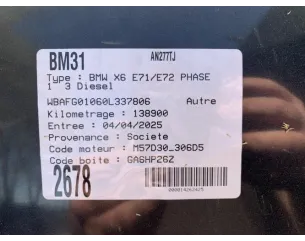 BM31 AN277TJ
Type : BMW X6 E71/E72 PHASE
1 3 Diesel
WBAFG01060L337806 Autre
Kilometrage : 138900
Entree : 04/04/2025
Provenance : Societe
Code moteur : M57D30_306D5
Code boite : GA6HP26Z
2678